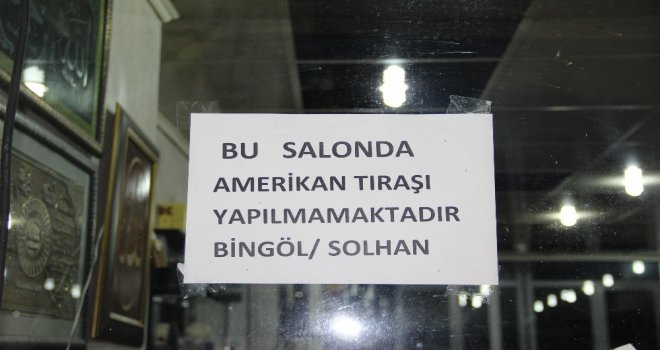 BU SALONDA
AMERİKAN TIRAŞI
YAPILMAMAKTADIR
BİNGÖL/ SOLHAN